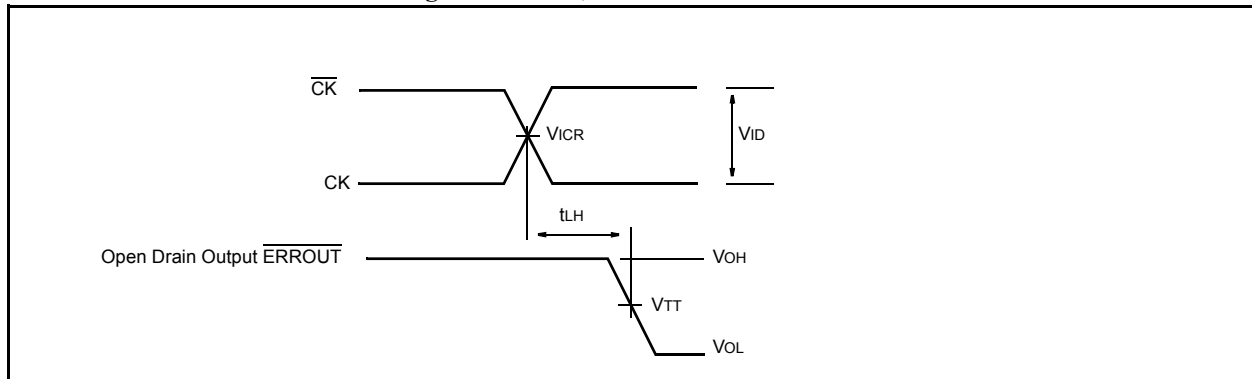 CK
VICR
VID
CK
tLH
Open Drain Output ERROUT
VOH
VTT
VOL